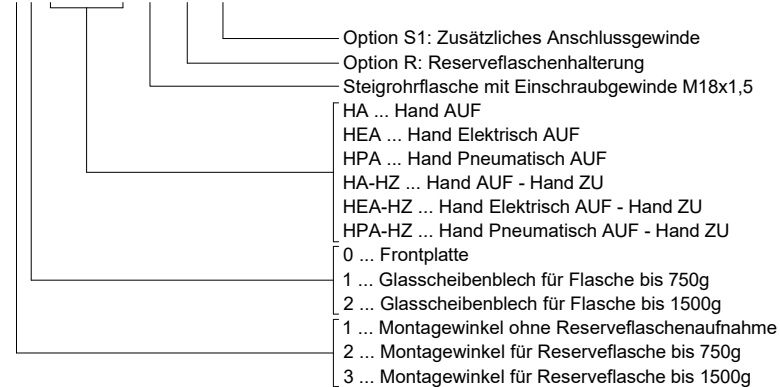 Option S1: Zusätzliches Anschlussgewinde
Option R: Reserveflaschenhalterung
Steigrohrflasche mit Einschraubgewinde M18x1,5
HA ... Hand AUF
HEA ... Hand Elektrisch AUF
HPA ... Hand Pneumatisch AUF
HA-HZ ... Hand AUF - Hand ZU
HEA-HZ ... Hand Elektrisch AUF - Hand ZU
HPA-HZ ... Hand Pneumatisch AUF - Hand ZU
0 ... Frontplatte
1 ... Glasscheibenblech für Flasche bis 750g
2 ... Glasscheibenblech für Flasche bis 1500g
1 ... Montagewinkel ohne Reserveflaschenaufnahme
2 ... Montagewinkel für Reserveflasche bis 750g
3 ... Montagewinkel für Reserveflasche bis 1500g